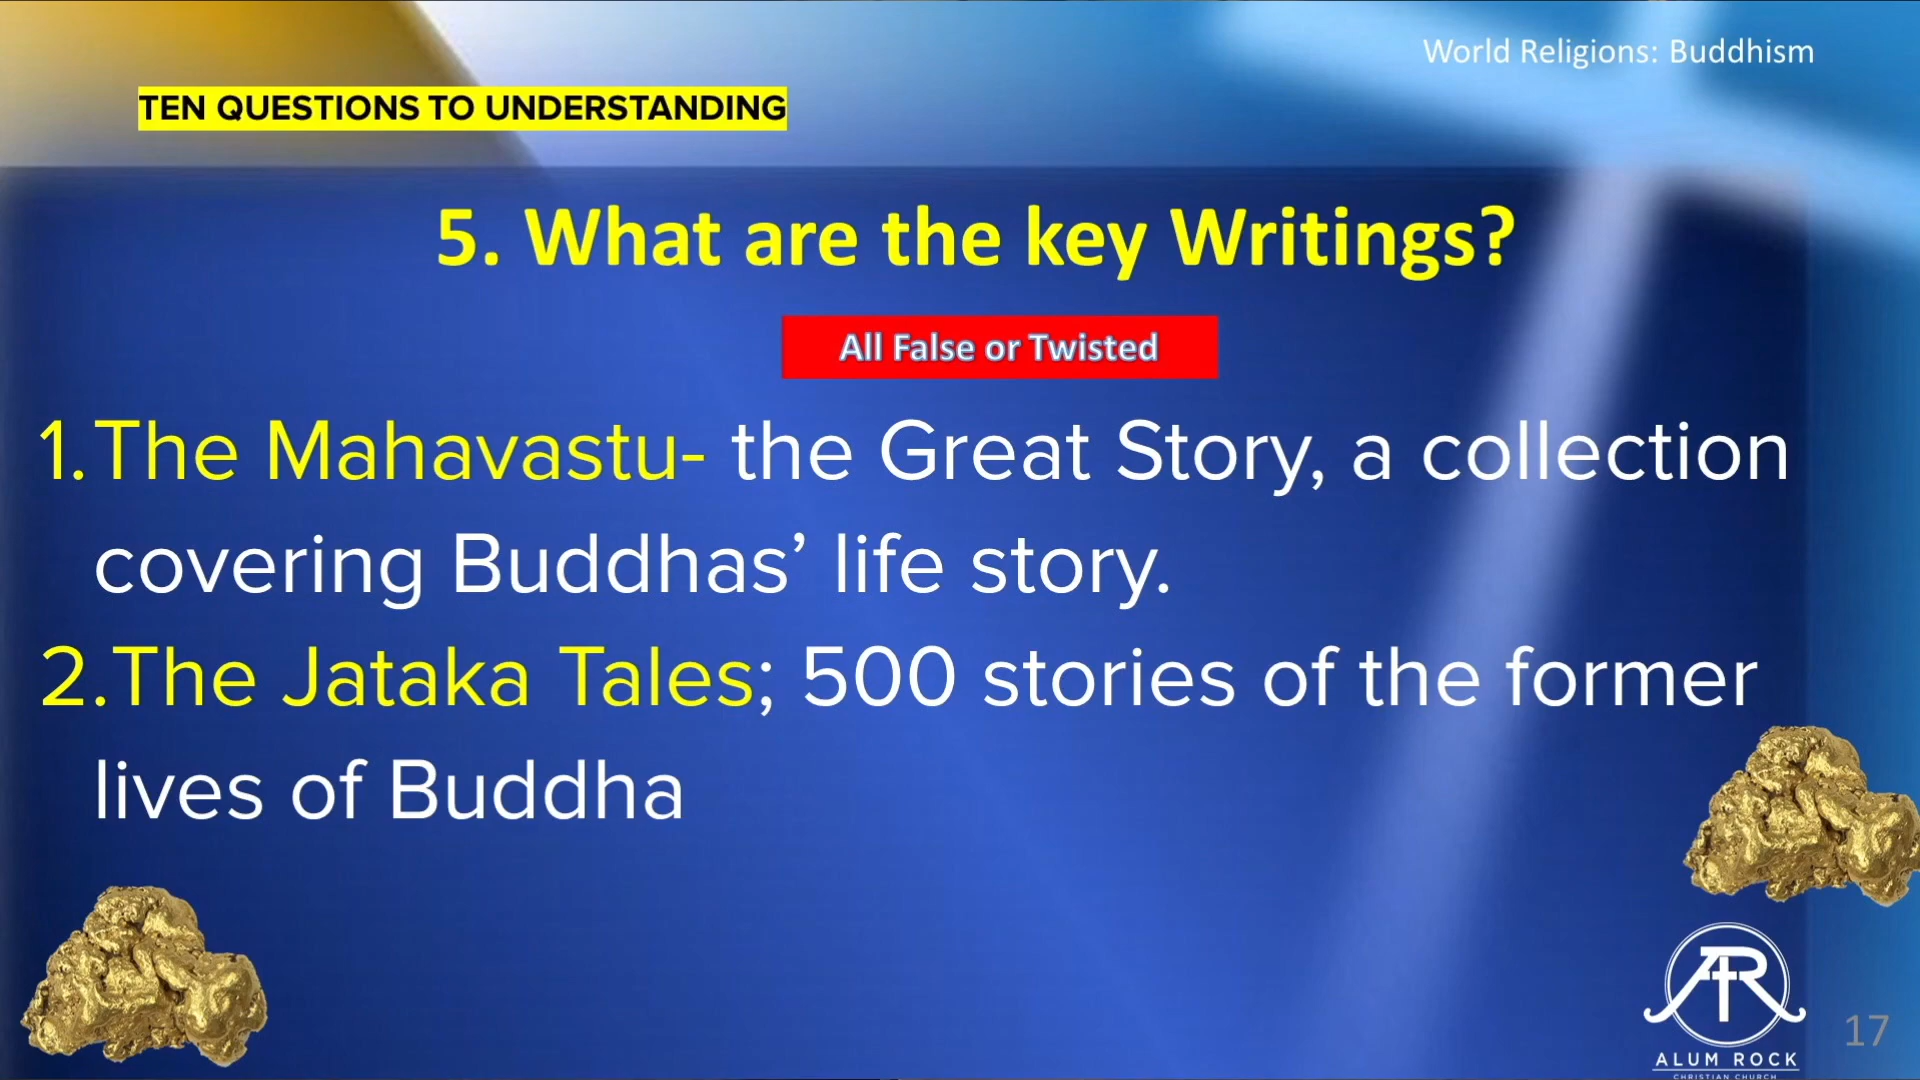 World Religions: Buddhism
TEN QUESTIONS TO UNDERSTANDING
5. What are the key Writings?
All False or Twisted
1.The Mahavastu- the Great Story, a collection
covering Buddhas’ life story.
2.The Jataka Tales; 500 stories of the former
lives of Buddha
ALUM ROCK
CHRISTIAN CHURCH
17